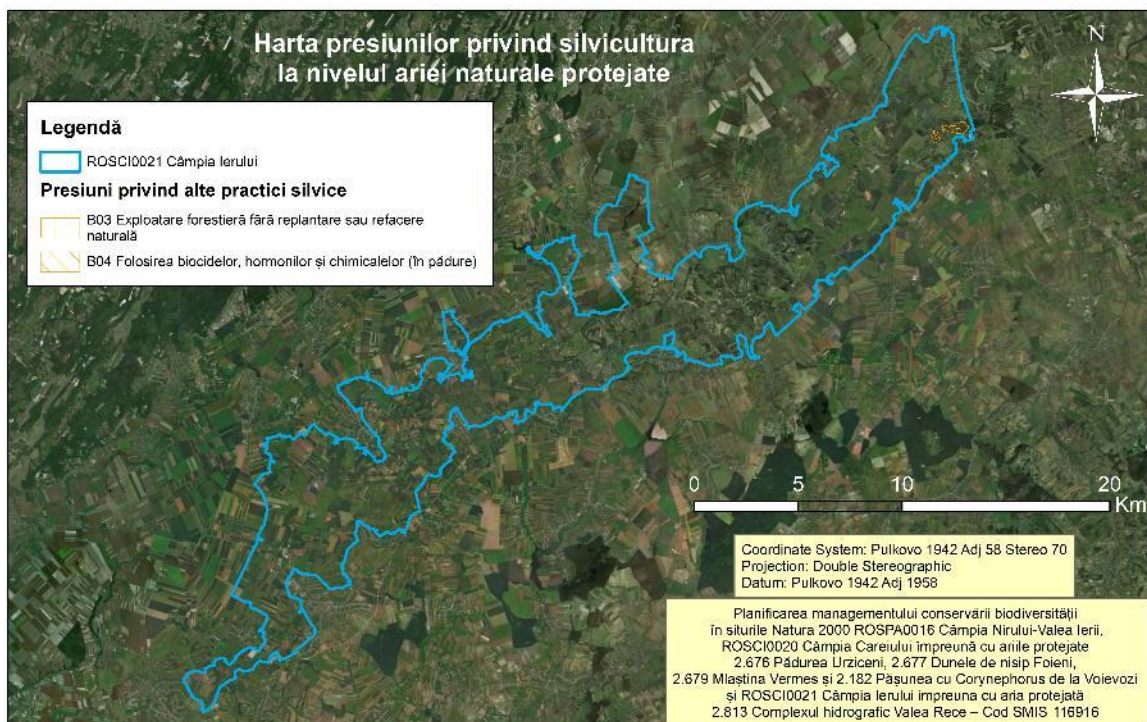 Harta presiunilor privind silvicultura
la nivelul ariei naturale protejate
N
Legendă
ROSCI0021 Câmpia Ierului
Presiuni privind alte practici silvice
B03 Exploatare forestieră fără replantare sau refacere
naturală
B04 Folosirea biocidelor, hormonilor și chimicalelor (în pădure)
0 5 10 20
Km
Coordinate System: Pulkovo 1942 Adj 58 Stereo 70
Projection: Double Stereographic
Datum: Pulkovo 1942 Adj 1958
Planificarea managementului conservării biodiversității
în siturile Natura 2000 ROSPA0016 Câmpia Nirului-Valea Ierii,
ROSCI0020 Câmpia Careiului împreună cu ariile protejate
2.676 Pădurea Urziceni, 2.677 Dunele de nisip Foieni,
2.679 Mlaștina Vermes și 2.182 Pășunea cu Corynephorus de la Voievozi
și ROSCI0021 Câmpia Ierului împreuna cu aria protejată
2.813 Complexul hidrografic Valea Rece – Cod SMIS 116916